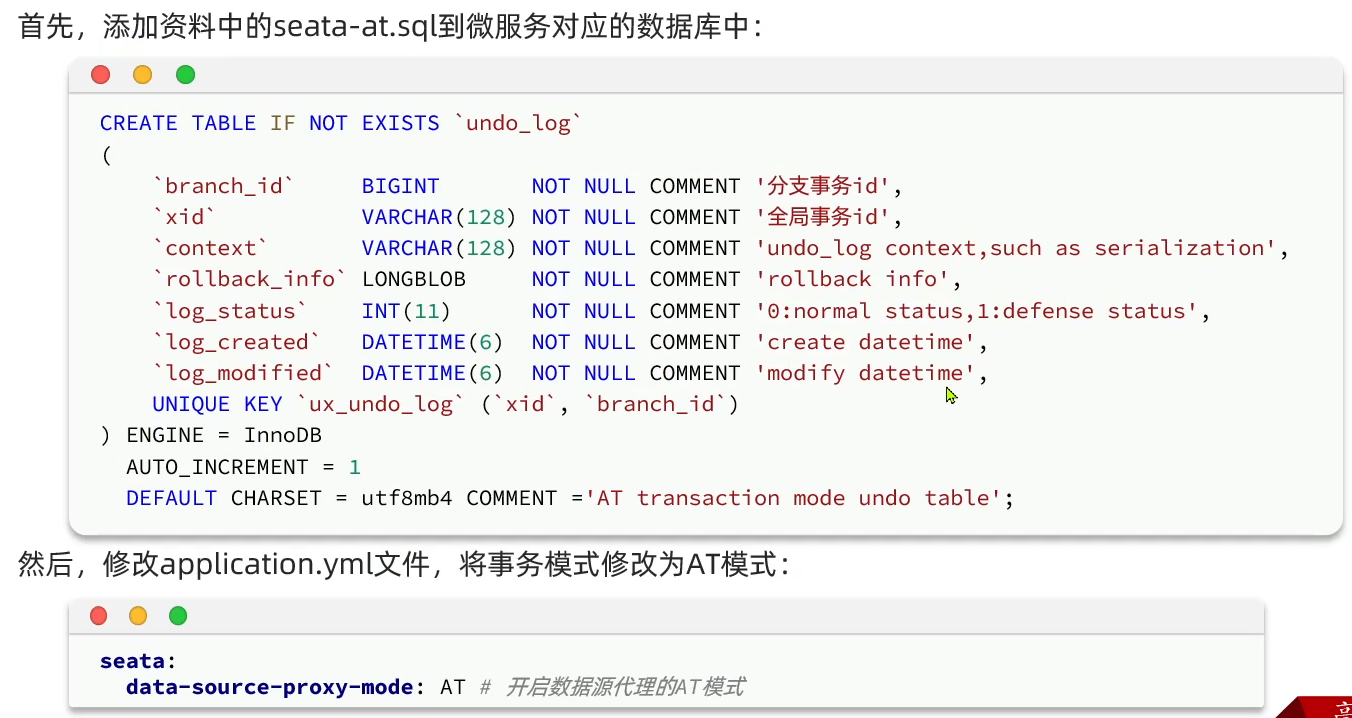 首先，添加资料中的seata-at.sql到微服务对应的数据库中：
CREATE TABLE IF NOT EXISTS `undo_log`
(
    `branch_id`     BIGINT       NOT NULL COMMENT '分支事务id',
    `xid`           VARCHAR(128) NOT NULL COMMENT '全局事务id',
    `context`       VARCHAR(128) NOT NULL COMMENT 'undo_log context,such as serialization',
    `rollback_info` LONGBLOB     NOT NULL COMMENT 'rollback info',
    `log_status`    INT(11)      NOT NULL COMMENT '0:normal status,1:defense status',
    `log_created`   DATETIME(6)  NOT NULL COMMENT 'create datetime',
    `log_modified`  DATETIME(6)  NOT NULL COMMENT 'modify datetime',
    UNIQUE KEY `ux_undo_log` (`xid`, `branch_id`)
) ENGINE = InnoDB
  AUTO_INCREMENT = 1
  DEFAULT CHARSET = utf8mb4 COMMENT ='AT transaction mode undo table';
然后，修改application.yml文件，将事务模式修改为AT模式：
seata:
  data-source-proxy-mode: AT # 开启数据源代理的AT模式